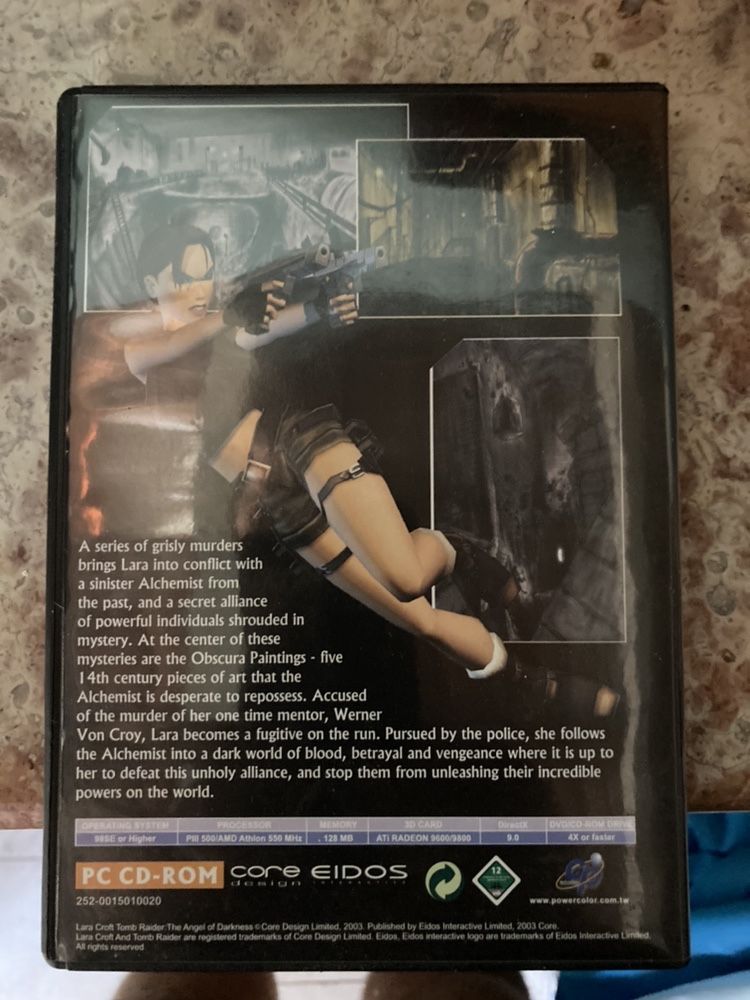 A series of grisly murders
brings Lara into conflict with
a sinister Alchemist from
the past, and a secret alliance
of powerful individuals shrouded in
mystery. At the center of these
mysteries are the Obscura Paintings - five
14th century pieces of art that the
Alchemist is desperate to repossess. Accused
of the murder of her one time mentor, Werner
Von Croy, Lara becomes a fugitive on the run. Pursued by the police, she follows
the Alchemist into a dark world of blood, betrayal and vengeance where it is up to
her to defeat this unholy alliance, and stop them from unleashing their incredible
powers on the world.
OPERATING SYSTEM PROCESSOR MEMORY 3D CARD DirectX DVD/CD-ROM DRIVE
98SE or Higher PIII 500/AMD Athlon 550 MHz . 128 MB ATi RADEON 9600/9800 9.0 4X or faster
PC CD-ROM core design EIDOS INTERACTIVE 12
252-0015010020 www.powercolor.com.tw
Lara Croft Tomb Raider:The Angel of Darkness ©Core Design Limited, 2003. Published by Eidos Interactive Limited, 2003 Core.
Lara Croft And Tomb Raider are registered trademarks of Core Design Limited. Eidos, Eidos interactive logo are trademarks of Eidos Interactive Limited,
All rights reserved